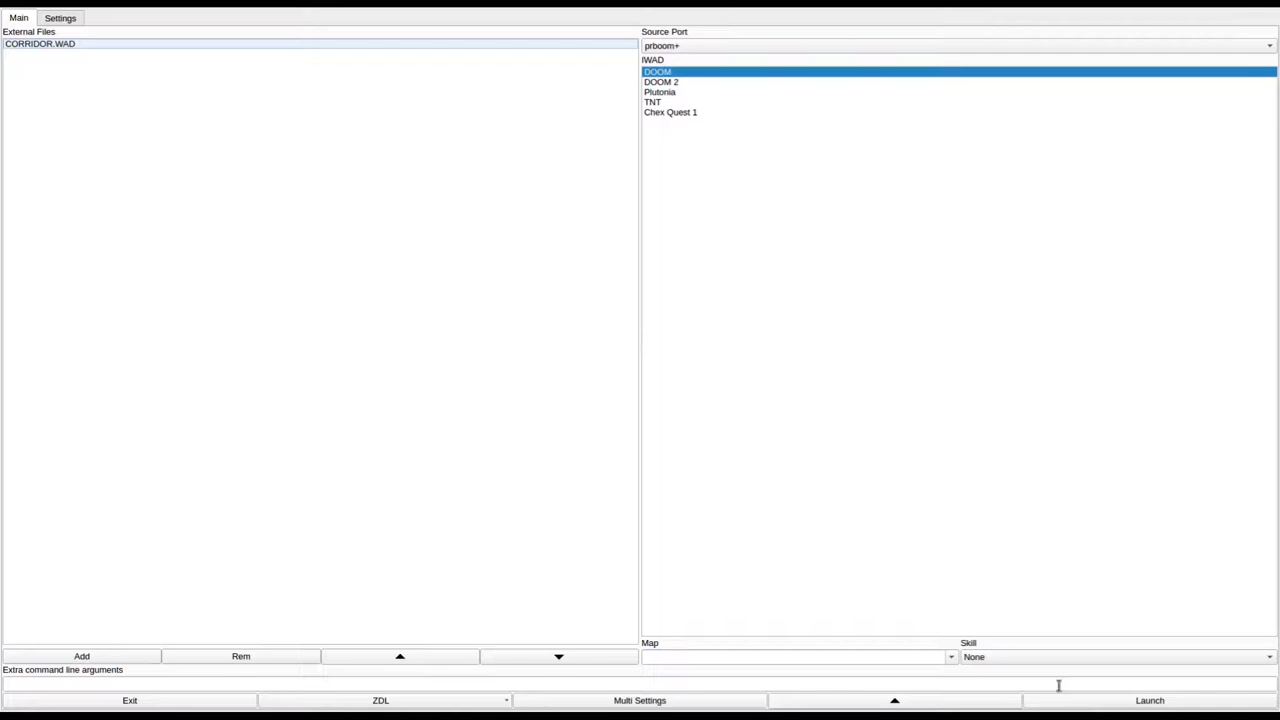 Main Settings
External Files
CORRIDOR.WAD
Source Port
prboom+
IWAD
DOOM
DOOM 2
Plutonia
TNT
Chex Quest 1
Map Skill
None
Add Rem
Extra command line arguments
Exit ZDL Multi Settings Launch